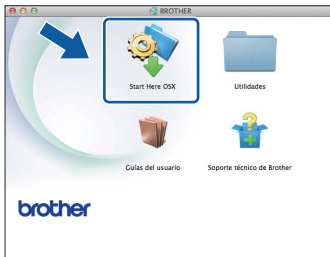 BROTHER
Start Here OSX
Utilidades
Guías del usuario
Soporte técnico de Brother
brother